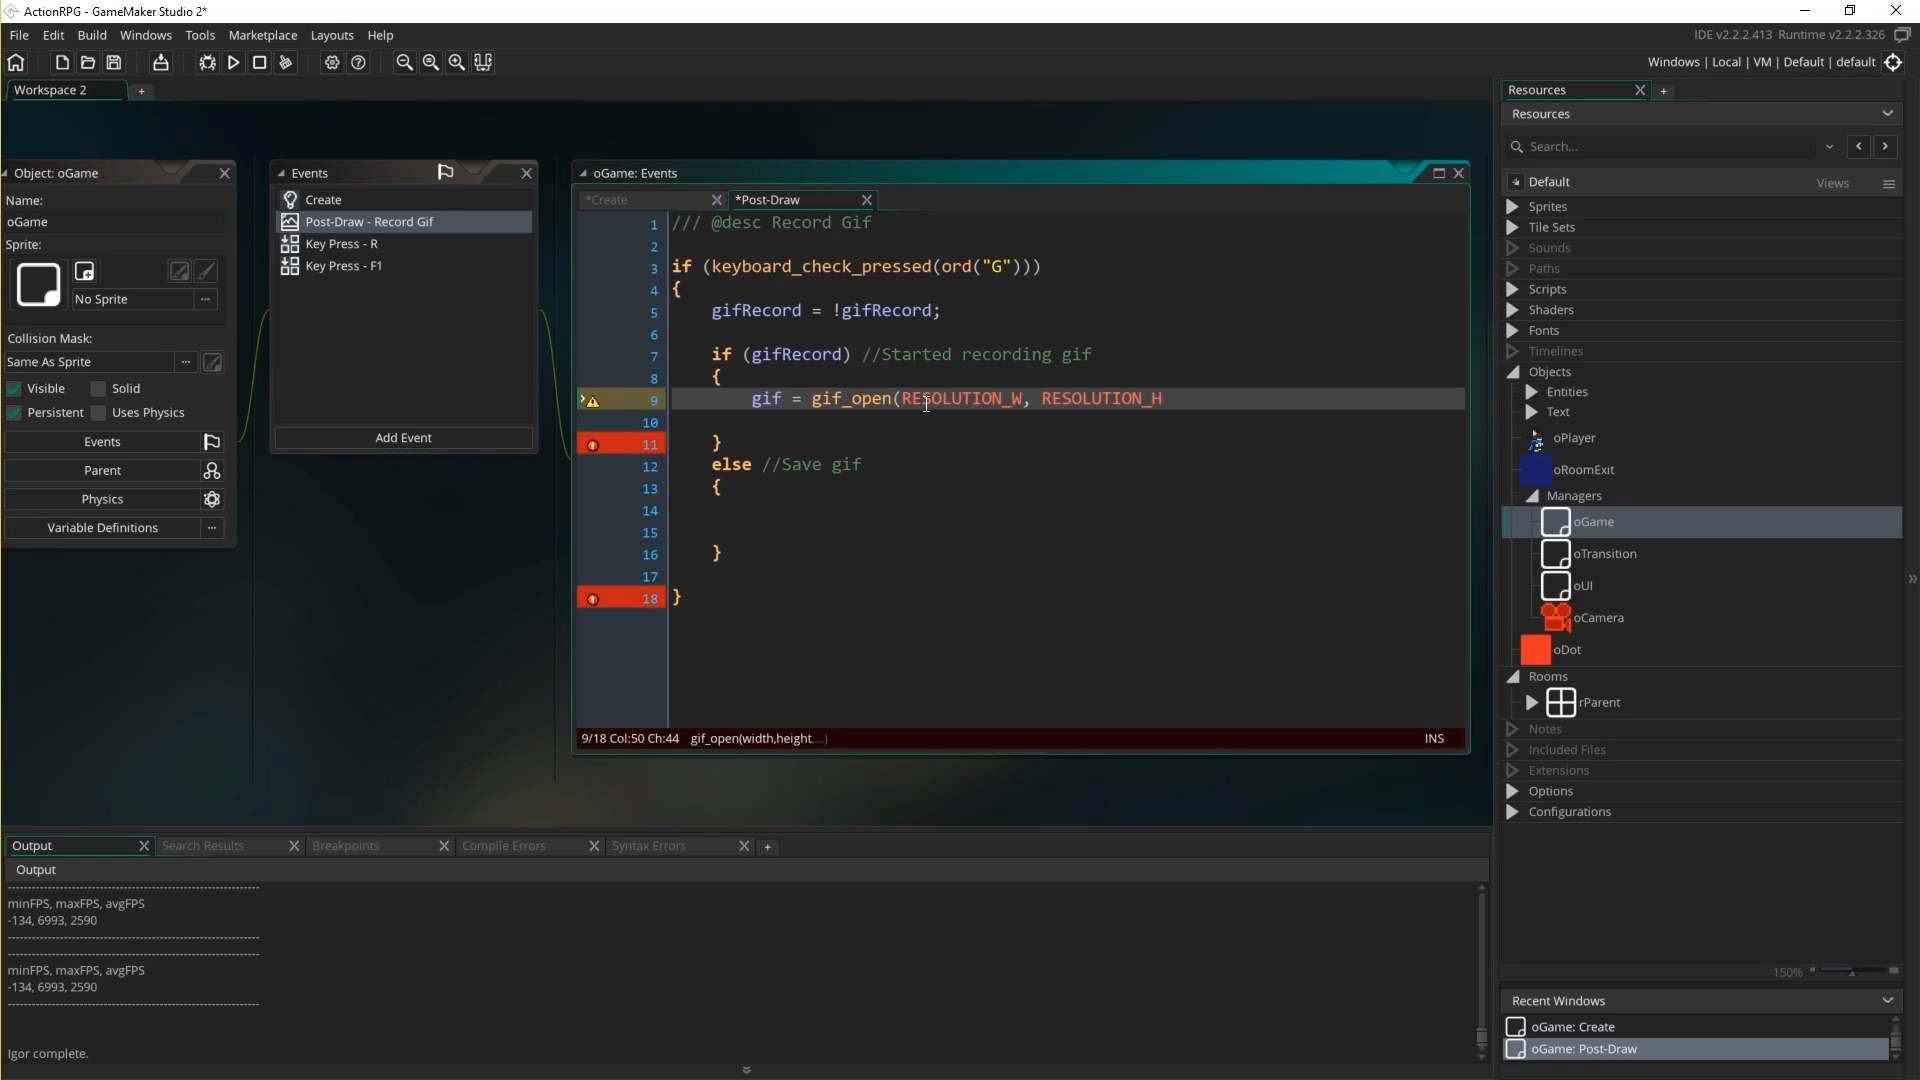 ActionRPG - GameMaker Studio 2*
File Edit Build Windows Tools Marketplace Layouts Help
IDE v2.2.2.413 Runtime v2.2.2.326
Windows | Local | VM | Default | default
Workspace 2
+
Object: oGame
Name:
oGame
Sprite:
No Sprite
...
Collision Mask:
Same As Sprite
...
Visible
Solid
Persistent
Uses Physics
Events
Parent
Physics
Variable Definitions
...
Events
Create
Post-Draw - Record Gif
Key Press - R
Key Press - F1
Add Event
oGame: Events
*Create
*Post-Draw
1 /// @desc Record Gif
2
3 if (keyboard_check_pressed(ord("G")))
4 {
5 gifRecord = !gifRecord;
6
7 if (gifRecord) //Started recording gif
8 {
9 gif = gif_open(RESOLUTION_W, RESOLUTION_H
10
11 }
12 else //Save gif
13 {
14
15
16 }
17
18 }
9/18 Col:50 Ch:44 gif_open(width,height,...)
INS
Output
Search Results
Breakpoints
Compile Errors
Syntax Errors
+
Output
------------------------------------------------------------
minFPS, maxFPS, avgFPS
-134, 6993, 2590
------------------------------------------------------------
------------------------------------------------------------
minFPS, maxFPS, avgFPS
-134, 6993, 2590
------------------------------------------------------------
Igor complete.
Resources
+
Resources
Search...
Default
Views
Sprites
Tile Sets
Sounds
Paths
Scripts
Shaders
Fonts
Timelines
Objects
Entities
Text
oPlayer
oRoomExit
Managers
oGame
oTransition
oUI
oCamera
oDot
Rooms
rParent
Notes
Included Files
Extensions
Options
Configurations
150%
Recent Windows
oGame: Create
oGame: Post-Draw